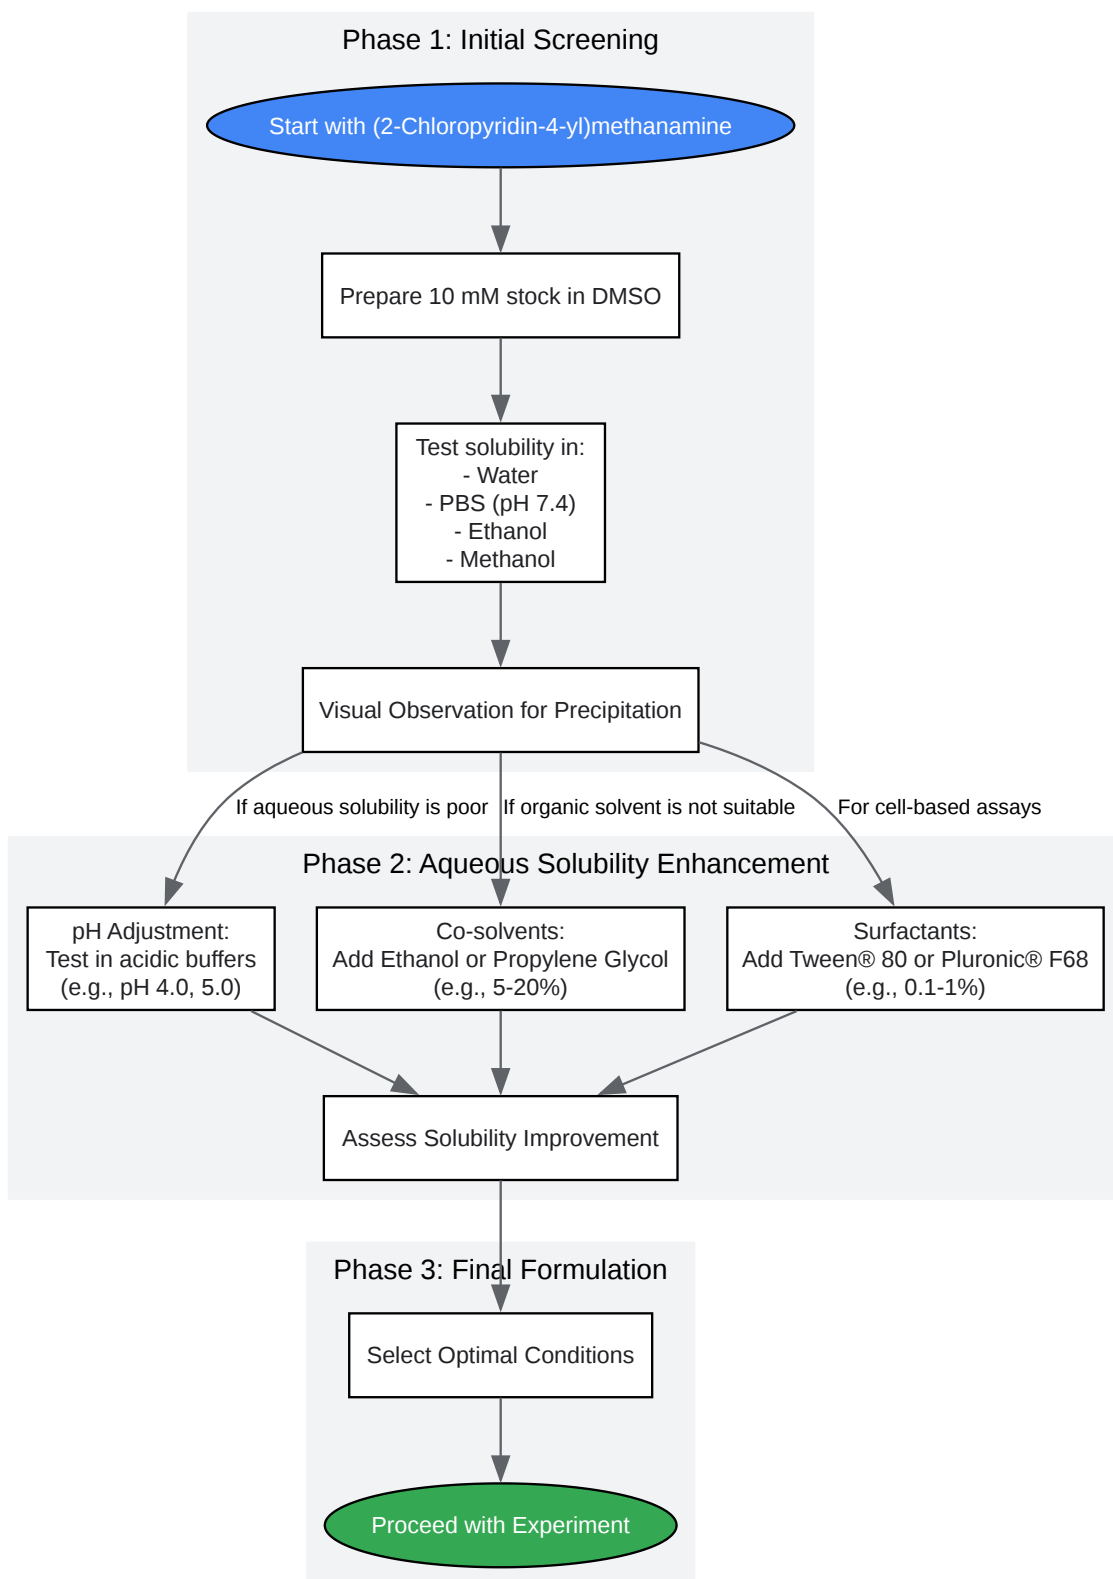 Phase 1: Initial Screening
Start with (2-Chloropyridin-4-yl)methanamine
Prepare 10 mM stock in DMSO
Test solubility in:
- Water
- PBS (pH 7.4)
- Ethanol
- Methanol
Visual Observation for Precipitation
If aqueous solubility is poor
If organic solvent is not suitable
For cell-based assays
Phase 2: Aqueous Solubility Enhancement
pH Adjustment:
Test in acidic buffers
(e.g., pH 4.0, 5.0)
Co-solvents:
Add Ethanol or Propylene Glycol
(e.g., 5-20%)
Surfactants:
Add Tween® 80 or Pluronic® F68
(e.g., 0.1-1%)
Assess Solubility Improvement
Phase 3: Final Formulation
Select Optimal Conditions
Proceed with Experiment